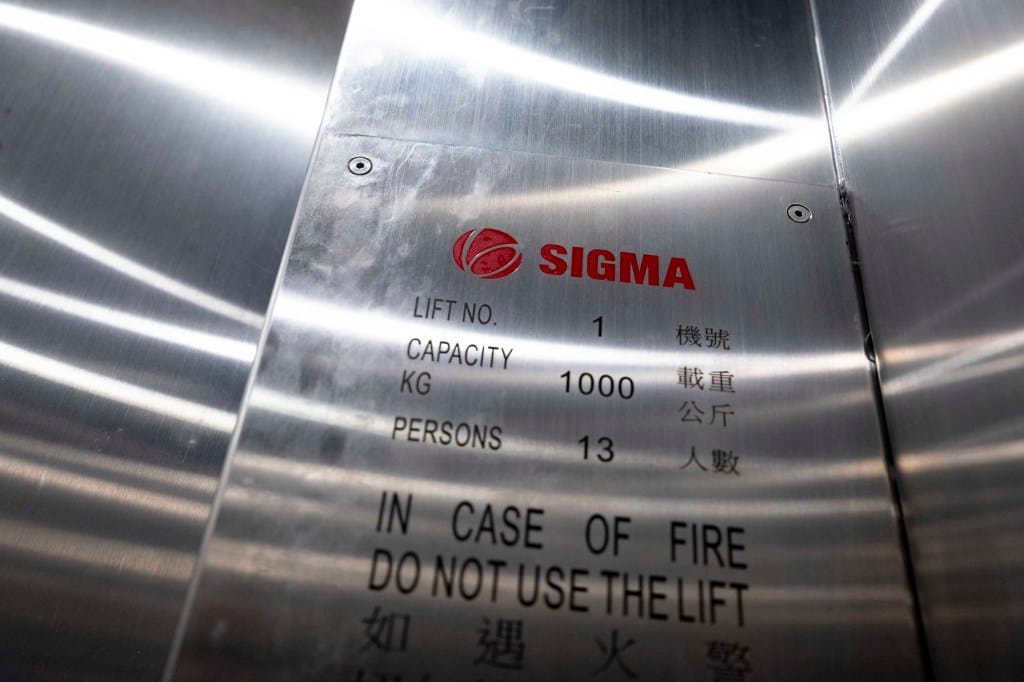 SIGMA
LIFT NO. 1 機號
CAPACITY 載重
KG 1000 公斤
PERSONS 13 人數
IN CASE OF FIRE
DO NOT USE THE LIFT
如遇火警